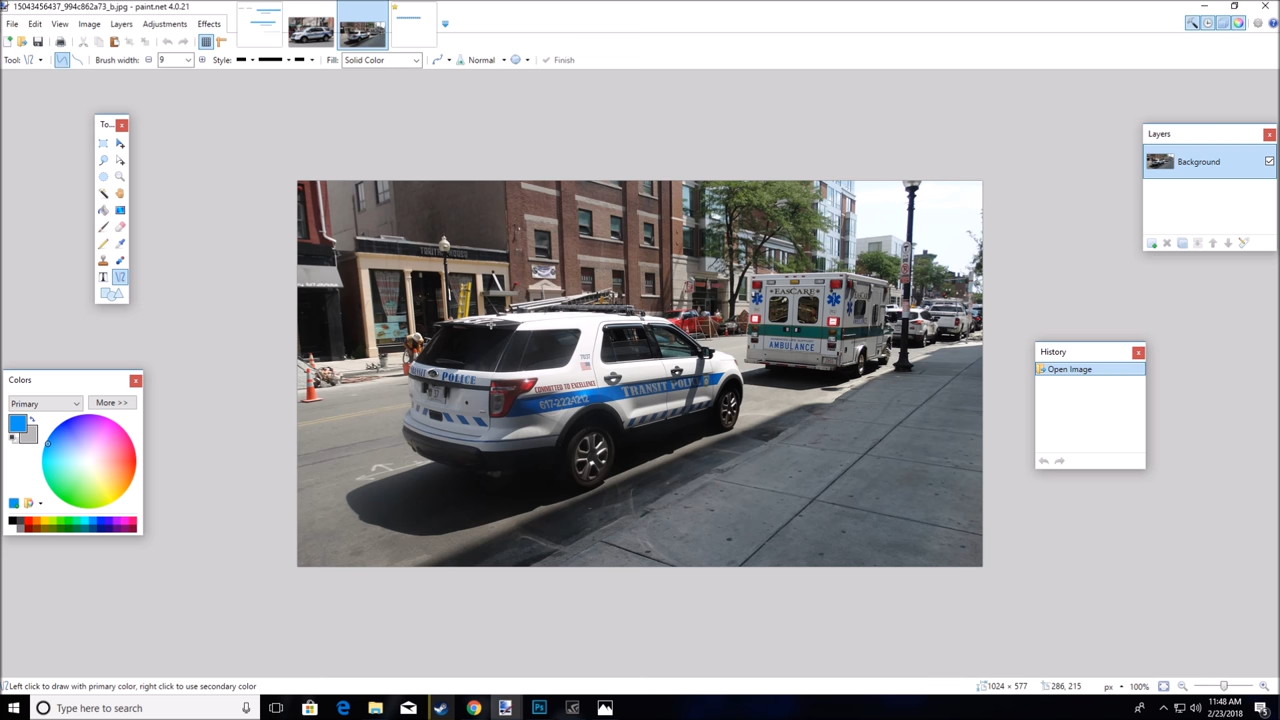 15043456437_994c862a73_b.jpg - paint.net 4.0.21
File Edit View Image Layers Adjustments Effects
Tool: Brush width: 9 Style: Fill: Solid Color Normal Finish
To...
Layers
Background
Colors
Primary More >>
History
Open Image
EASCARE
AMBULANCE
POLICE
COMMITTED TO EXCELLENCE
617-222-1212
TRANSIT POLICE
Left click to draw with primary color, right click to use secondary color
1024 × 577 286, 215 px 100%
Type here to search
11:48 AM
2/23/2018